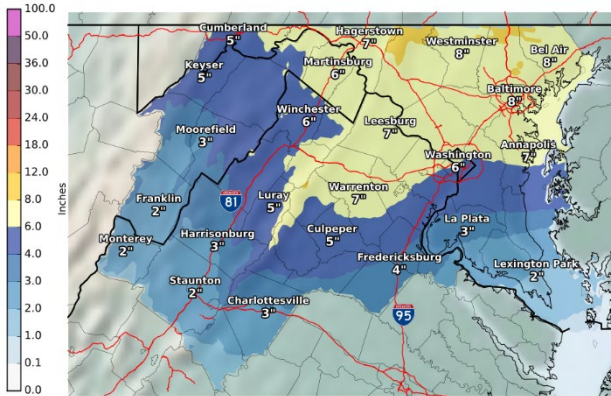 100.0
50.0
36.0
30.0
24.0
18.0
12.0
8.0
6.0
4.0
3.0
2.0
1.0
0.1
0.0
Inches
Cumberland
5"
Hagerstown
7"
Westminster
8"
Bel Air
8"
Keyser
5"
Martinsburg
6"
Baltimore
8"
Winchester
6"
Moorefield
3"
Leesburg
7"
Annapolis
7"
Washington
6"
Franklin
2"
INTERSTATE
81
Luray
5"
Warrenton
7"
Monterey
2"
Harrisonburg
3"
Culpeper
5"
La Plata
3"
Staunton
2"
Fredericksburg
4"
Lexington Park
2"
Charlottesville
3"
INTERSTATE
95